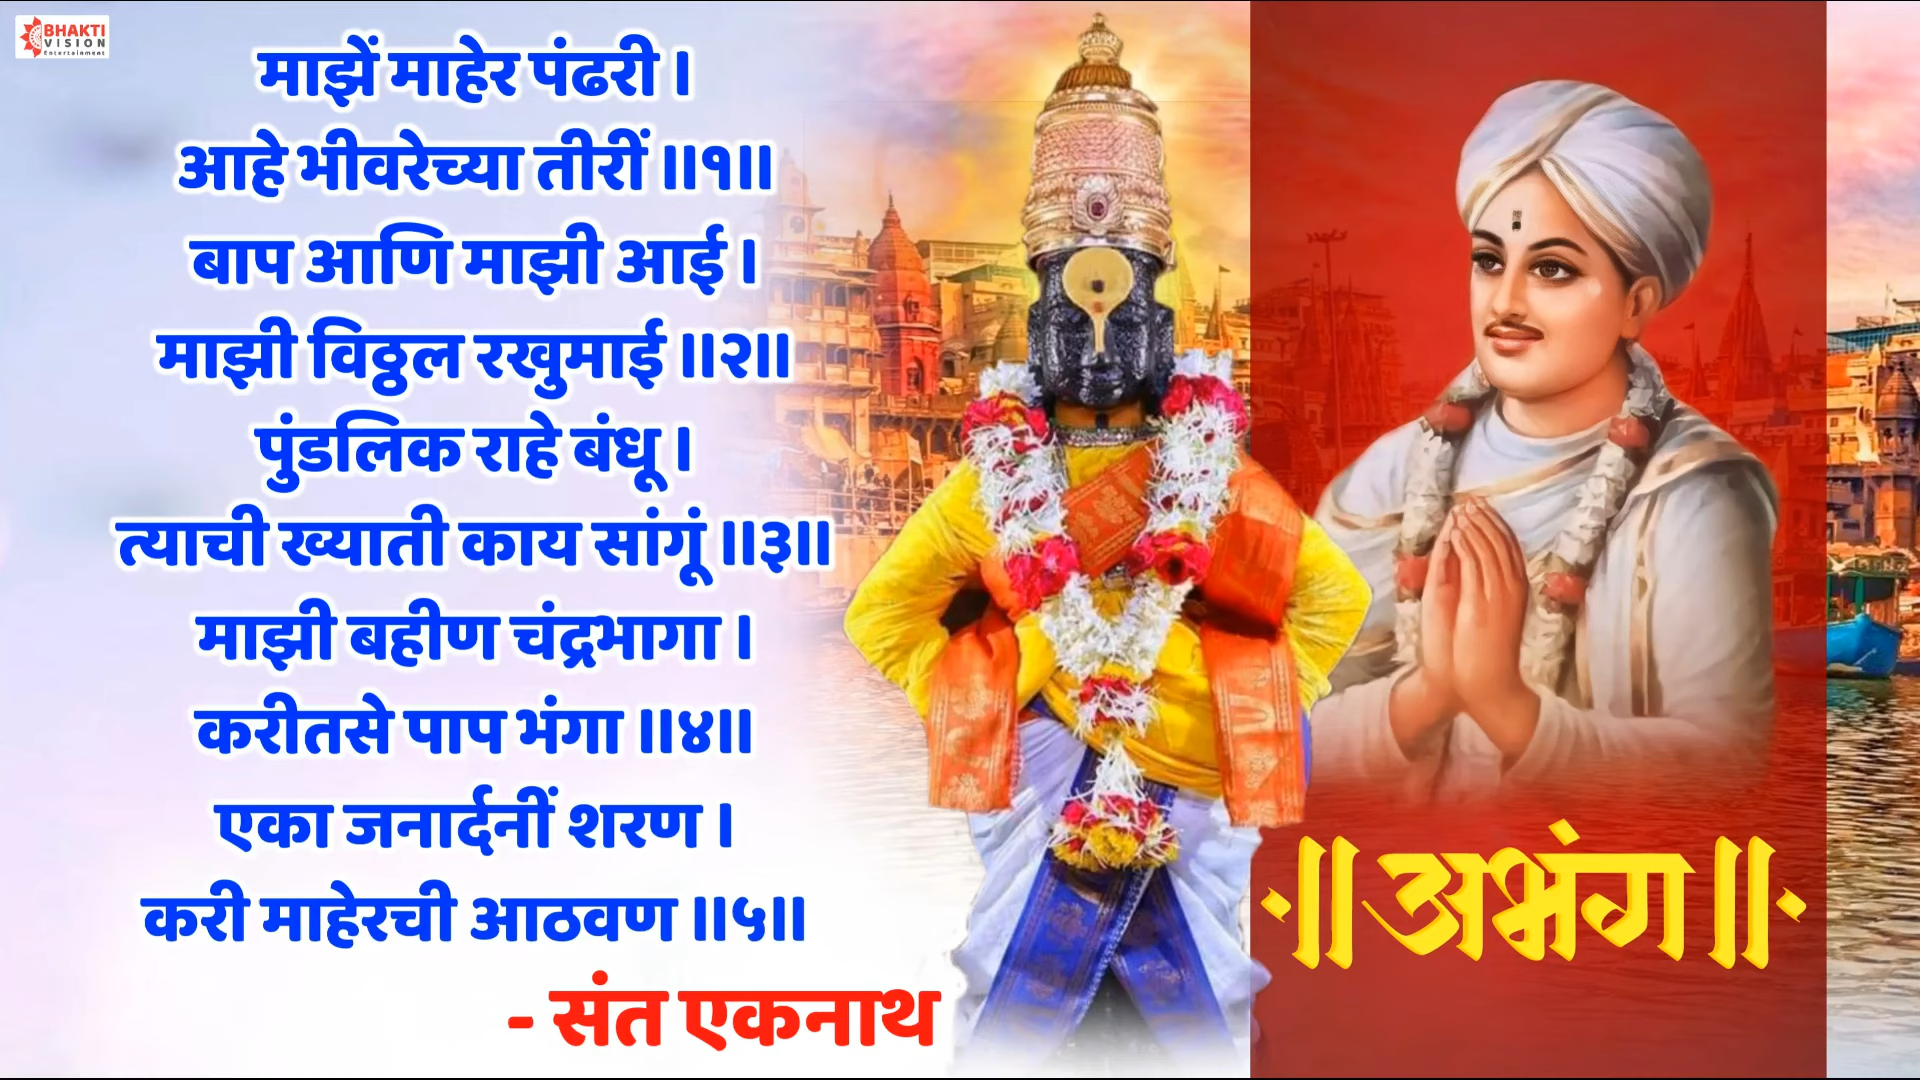 BHAKTI
VISION
Entertainment
माझें माहेर पंढरी ।
आहे भीवरेच्या तीरीं ॥१॥
बाप आणि माझी आई ।
माझी विठ्ठल रखुमाई ॥२॥
पुंडलिक राहे बंधू ।
त्याची ख्याती काय सांगूं ॥३॥
माझी बहीण चंद्रभागा ।
करीतसे पाप भंगा ॥४॥
एका जनार्दनीं शरण ।
करी माहेरची आठवण ॥५॥
- संत एकनाथ
॥अभंग॥